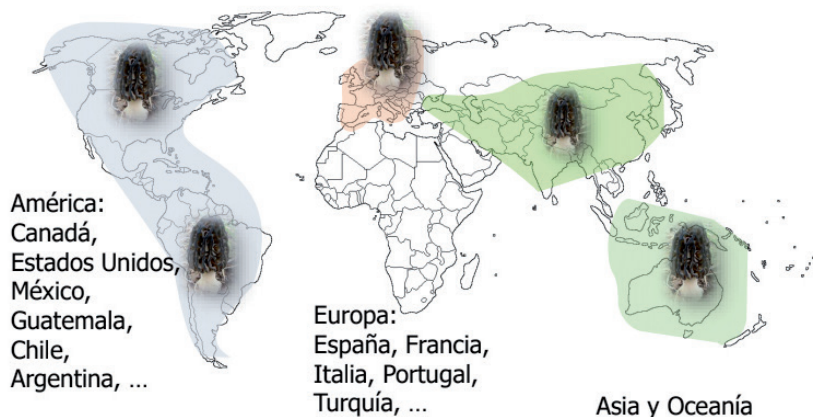 América:
Canadá,
Estados Unidos,
México,
Guatemala,
Chile,
Argentina, ...
Europa:
España, Francia,
Italia, Portugal,
Turquía, ...
Asia y Oceanía